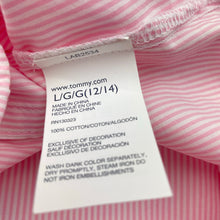 LAR2534
www.tommy.com
L/G/G(12/14)
MADE IN CHINA
FABRIQUÉ EN CHINE
HECHO EN CHINA
RN130023
100% COTTON/COTON/ALGODÓN
EXCLUSIVE OF DECORATION
SAUF DÉCORATION
EXCLUSIVO DE DECORACIÓN
WASH DARK COLOR SEPARATELY,
DRY PROMPTLY, STEAM IRON DO
NOT IRON EMBELLISHMENTS